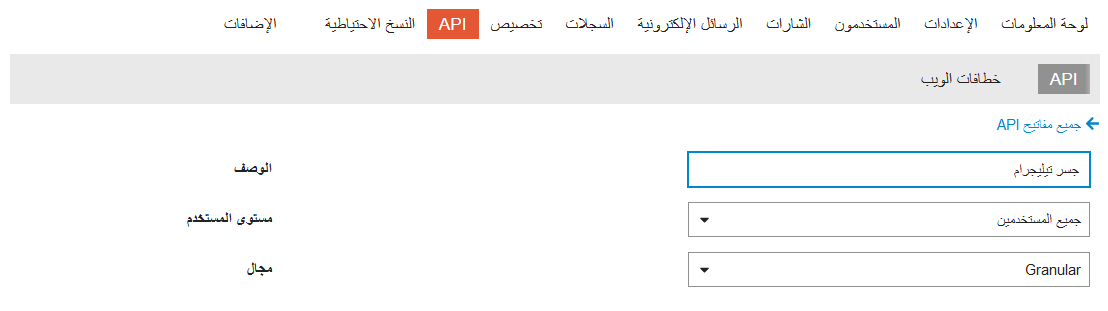 لوحة المعلومات الإعدادات المستخدمون الشارات الرسائل الإلكترونية السجلات تخصيص API النسخ الاحتياطية الإضافات
API خطافات الويب
جميع مفاتيح API
الوصف جسر تيليجرام
مستوى المستخدم جميع المستخدمين
مجال Granular